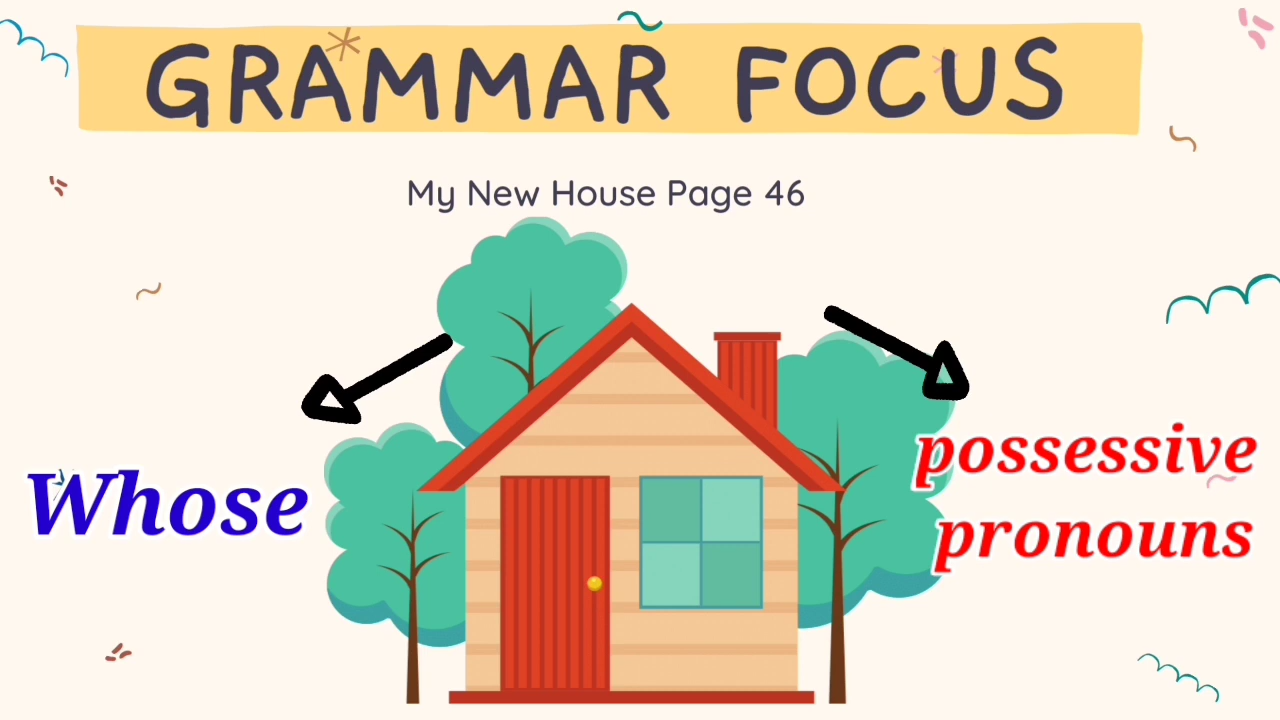 GRAMMAR FOCUS
My New House Page 46
Whose
possessive
pronouns